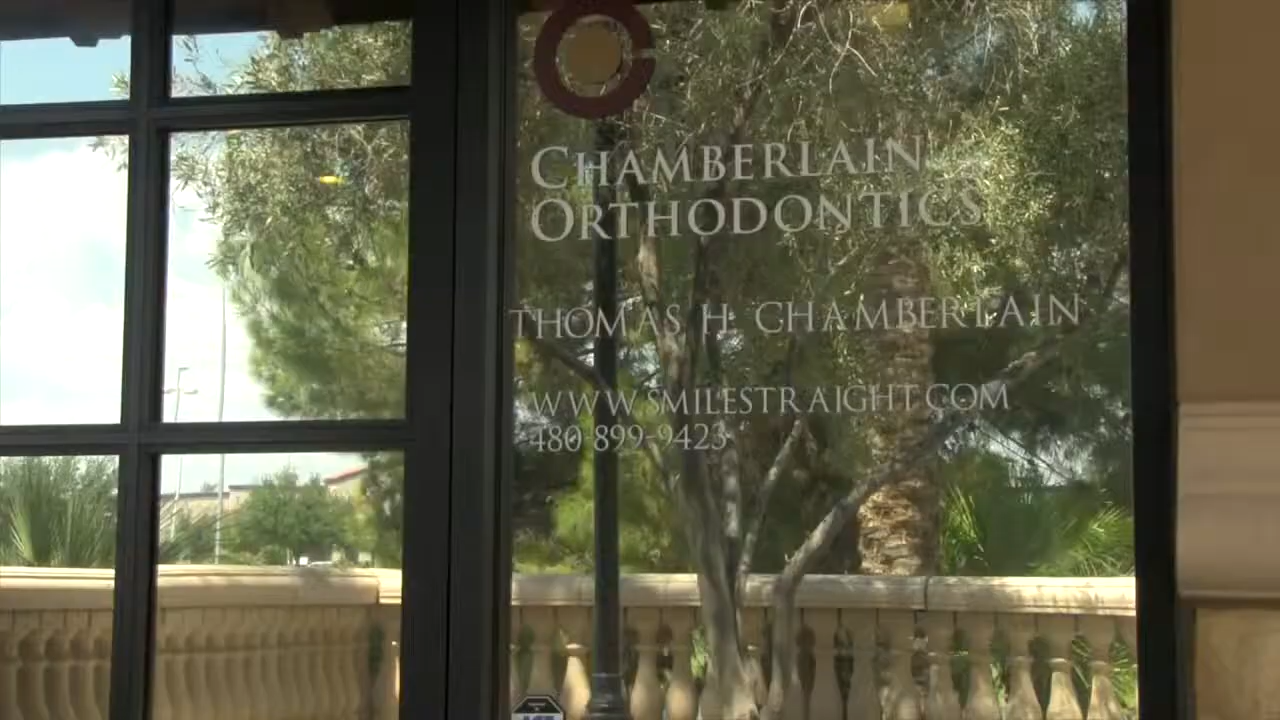 CHAMBERLAIN
ORTHODONTICS
THOMAS H. CHAMBERLAIN
WWW.SMILESTRAIGHT.COM
480-899-9423